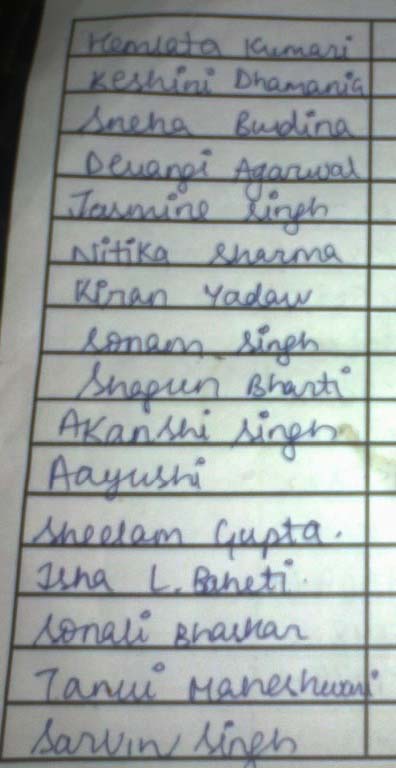 Hemlata Kumari
Keshini Dhamania
Sneha Budina
Devangi Agarwal
Jasmine Singh
Nitika Sharma
Kiran Yadav
Sonam Singh
Shagun Bharti
Akanshi Singh
Aayushi
Sheelam Gupta.
Isha L. Baheti.
Sonali Bhaskar
Tanvi Maheshwari
Sarvin Singh